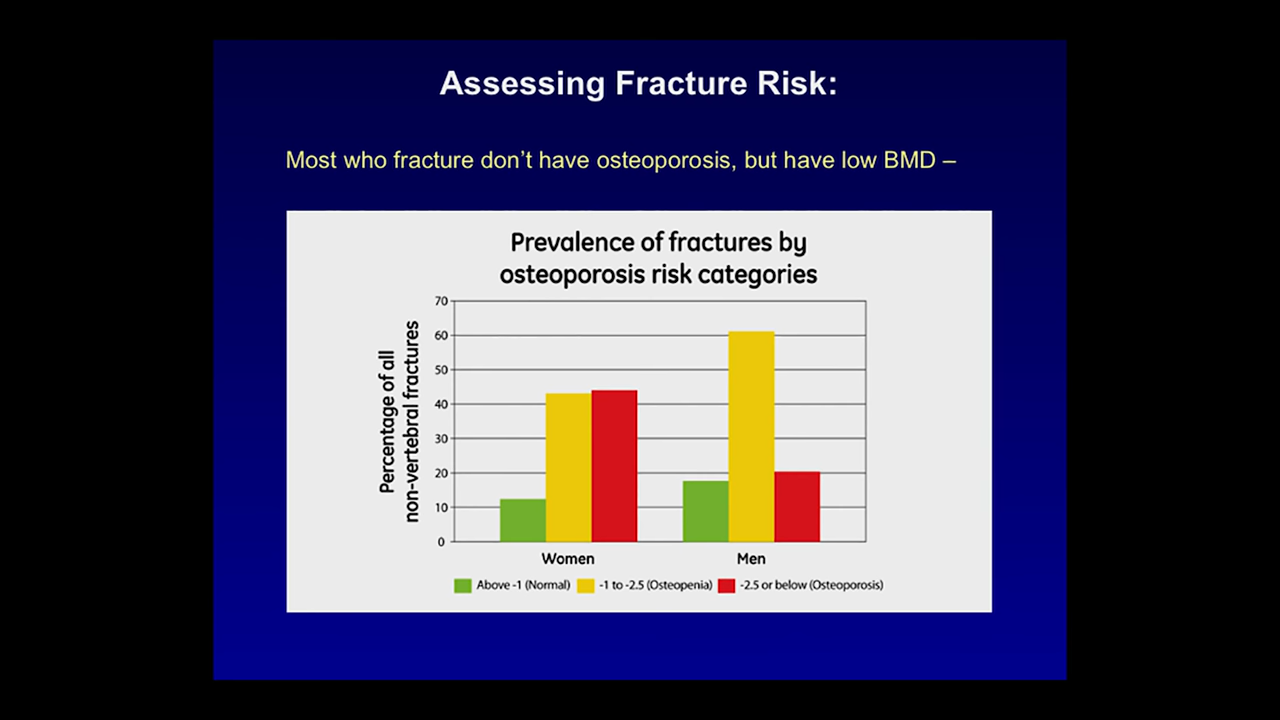 Assessing Fracture Risk:
Most who fracture don't have osteoporosis, but have low BMD –
Prevalence of fractures by
osteoporosis risk categories
Percentage of all
non-vertebral fractures
70
60
50
40
30
20
10
0
Women Men
Above -1 (Normal) -1 to -2.5 (Osteopenia) -2.5 or below (Osteoporosis)